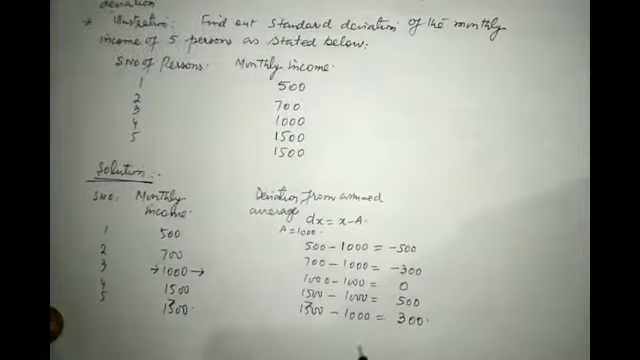 deviation
* Illustration: Find out standard deviation of the monthly
income of 5 persons as stated below:
S NO of Persons. Monthly income.
1 500
2 700
3 1000
4 1500
5 1500
Solution:-
S NO. Monthly income. Deviation from assumed average dx = x-A. A = 1000.
1 500 500 - 1000 = -500
2 700 700 - 1000 = -300
3 →1000→ 1000 - 1000 = 0
4 1500 1500 - 1000 = 500
5 1300. 1300 - 1000 = 300.